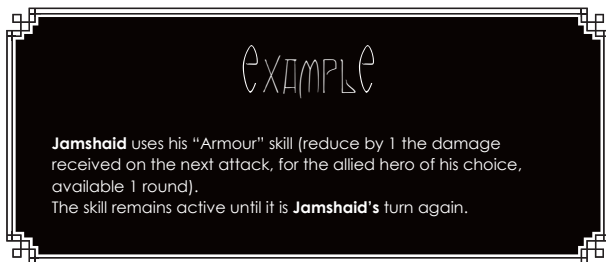 eXAMPLe
Jamshaid uses his “Armour” skill (reduce by 1 the damage
received on the next attack, for the allied hero of his choice,
available 1 round).
The skill remains active until it is Jamshaid's turn again.